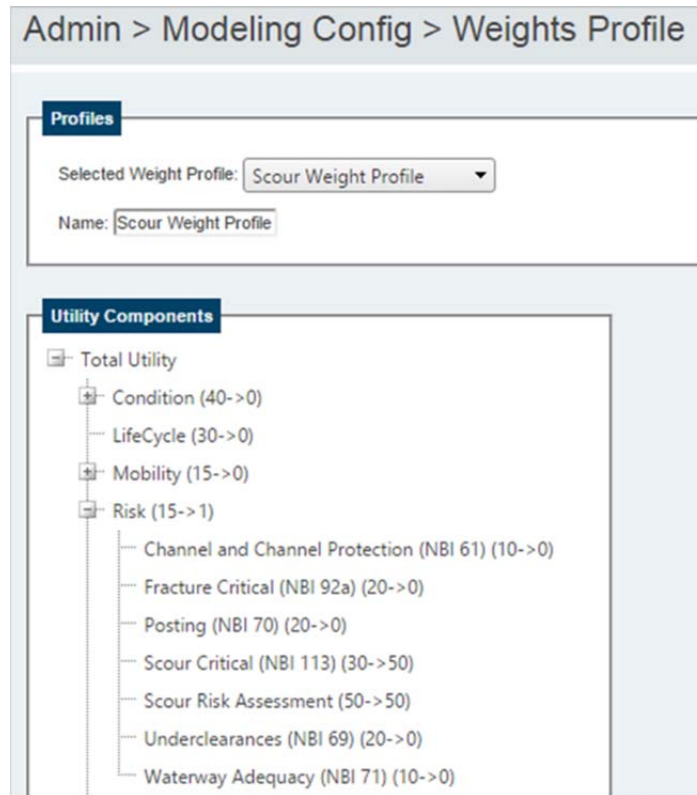 Admin > Modeling Config > Weights Profile
Profiles
Selected Weight Profile: Scour Weight Profile
Name: Scour Weight Profile
Utility Components
Total Utility
Condition (40->0)
LifeCycle (30->0)
Mobility (15->0)
Risk (15->1)
Channel and Channel Protection (NBI 61) (10->0)
Fracture Critical (NBI 92a) (20->0)
Posting (NBI 70) (20->0)
Scour Critical (NBI 113) (30->50)
Scour Risk Assessment (50->50)
Underclearances (NBI 69) (20->0)
Waterway Adequacy (NBI 71) (10->0)